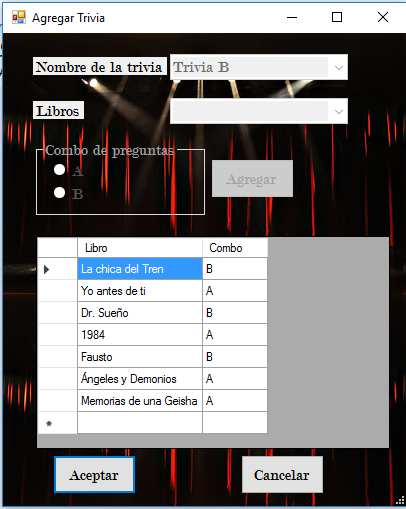 Agregar Trivia
Nombre de la trivia Trivia B
Libros
Combo de preguntas
A
B
Agregar
Libro Combo
La chica del Tren B
Yo antes de ti A
Dr. Sueño B
1984 A
Fausto B
Ángeles y Demonios A
Memorias de una Geisha A
*
Aceptar Cancelar